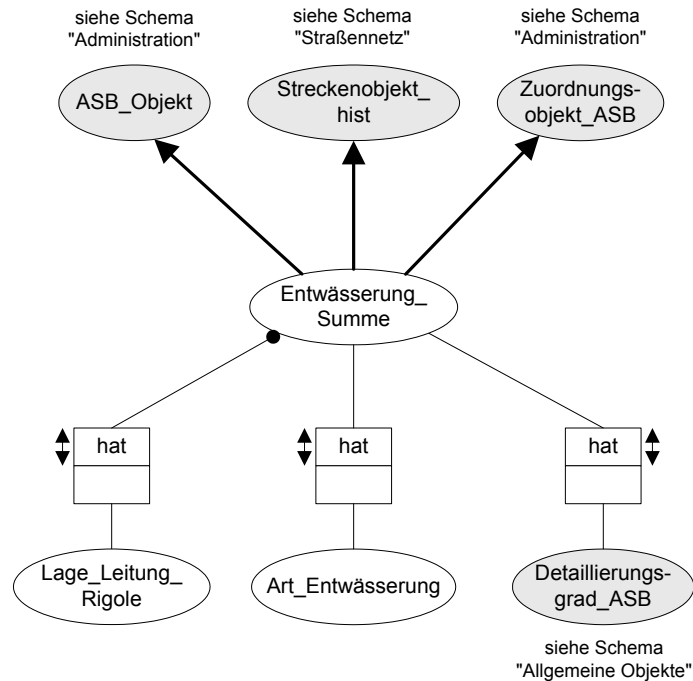 siehe Schema
"Administration"
siehe Schema
"Straßennetz"
siehe Schema
"Administration"
ASB_Objekt
Streckenobjekt_
hist
Zuordnungs-
objekt_ASB
Entwässerung_
Summe
hat
hat
hat
Lage_Leitung_
Rigole
Art_Entwässerung
Detaillierungs-
grad_ASB
siehe Schema
"Allgemeine Objekte"